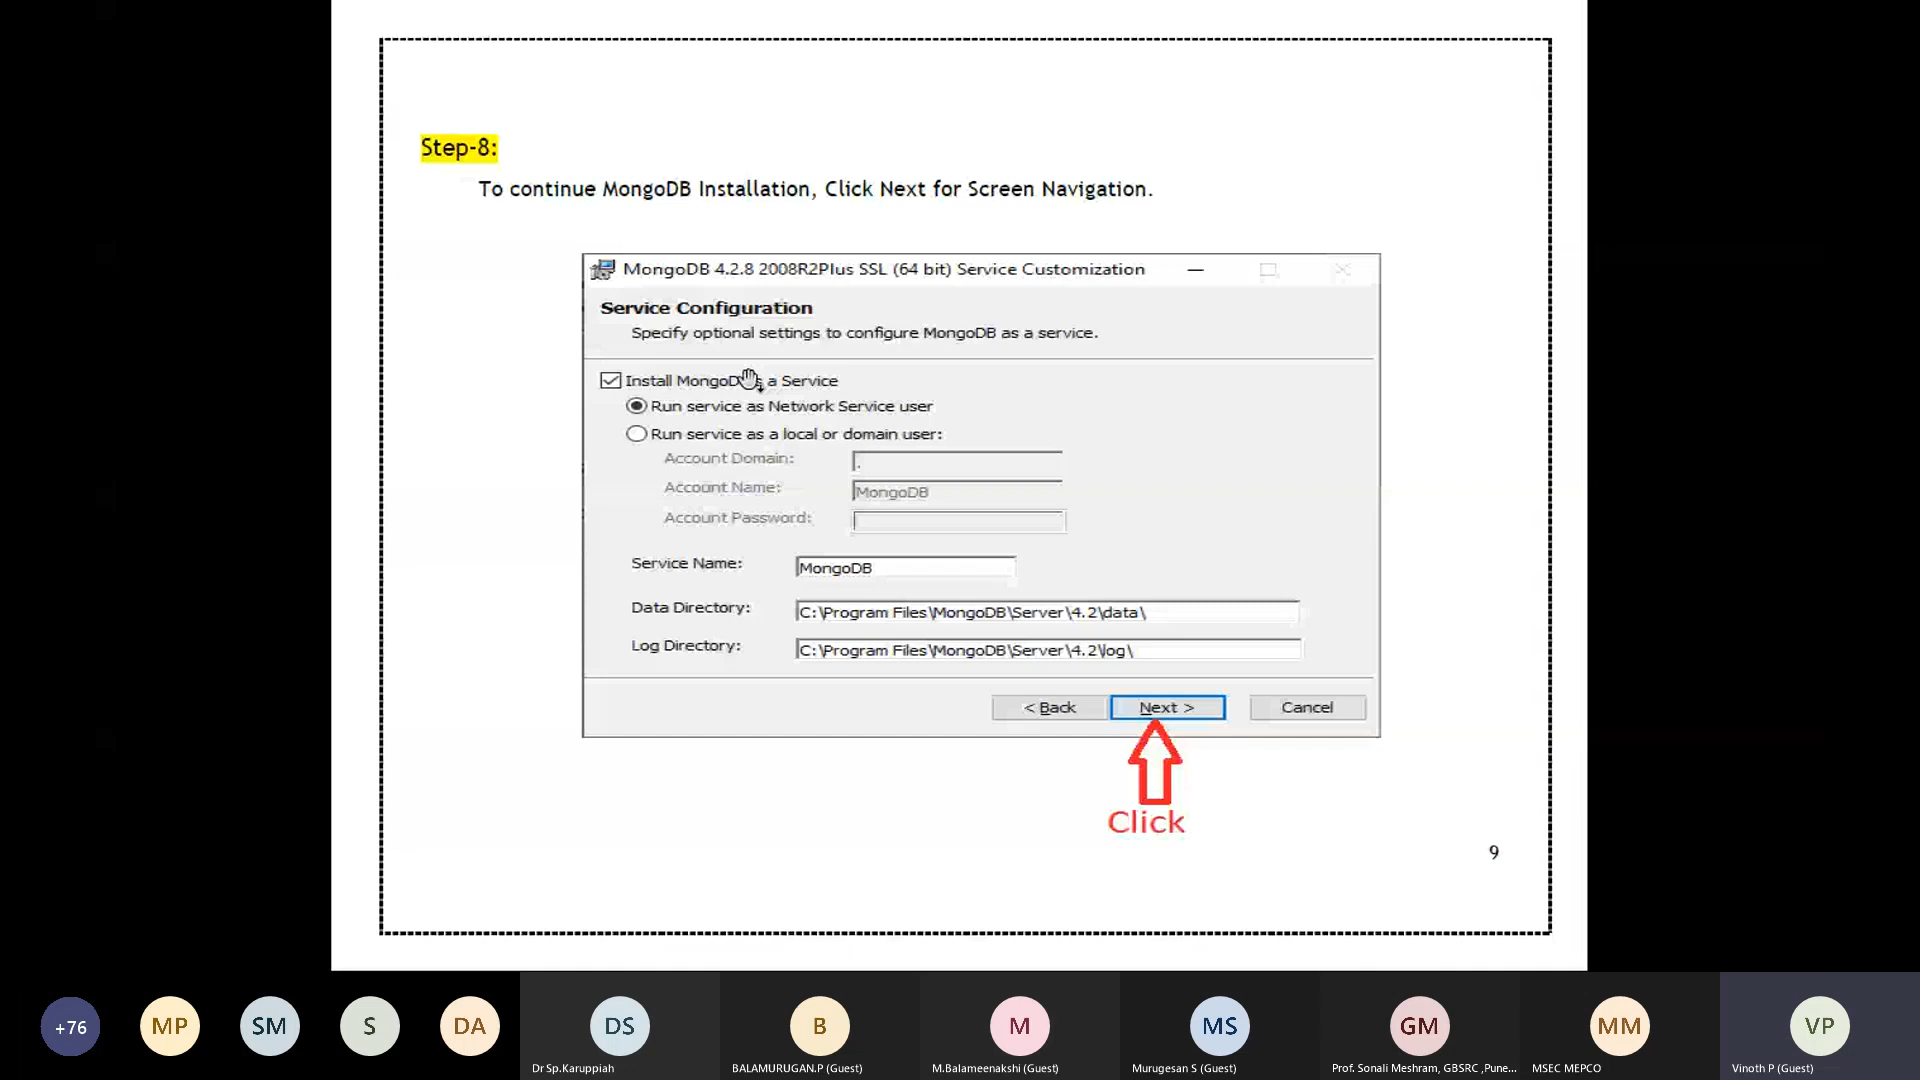 Step-8:
To continue MongoDB Installation, Click Next for Screen Navigation.
MongoDB 4.2.8 2008R2Plus SSL (64 bit) Service Customization
Service Configuration
Specify optional settings to configure MongoDB as a service.
Install MongoD a Service
Run service as Network Service user
Run service as a local or domain user:
Account Domain: .
Account Name: MongoDB
Account Password:
Service Name: MongoDB
Data Directory: C:\Program Files\MongoDB\Server\4.2\data\
Log Directory: C:\Program Files\MongoDB\Server\4.2\log\
< Back Next > Cancel
Click
9
+76 MP SM S DA DS B M MS GM MM VP
Dr Sp.Karuppiah BALAMURUGAN.P (Guest) M.Balameenakshi (Guest) Murugesan S (Guest) Prof. Sonali Meshram, GBSRC ,Pune... MSEC MEPCO Vinoth P (Guest)